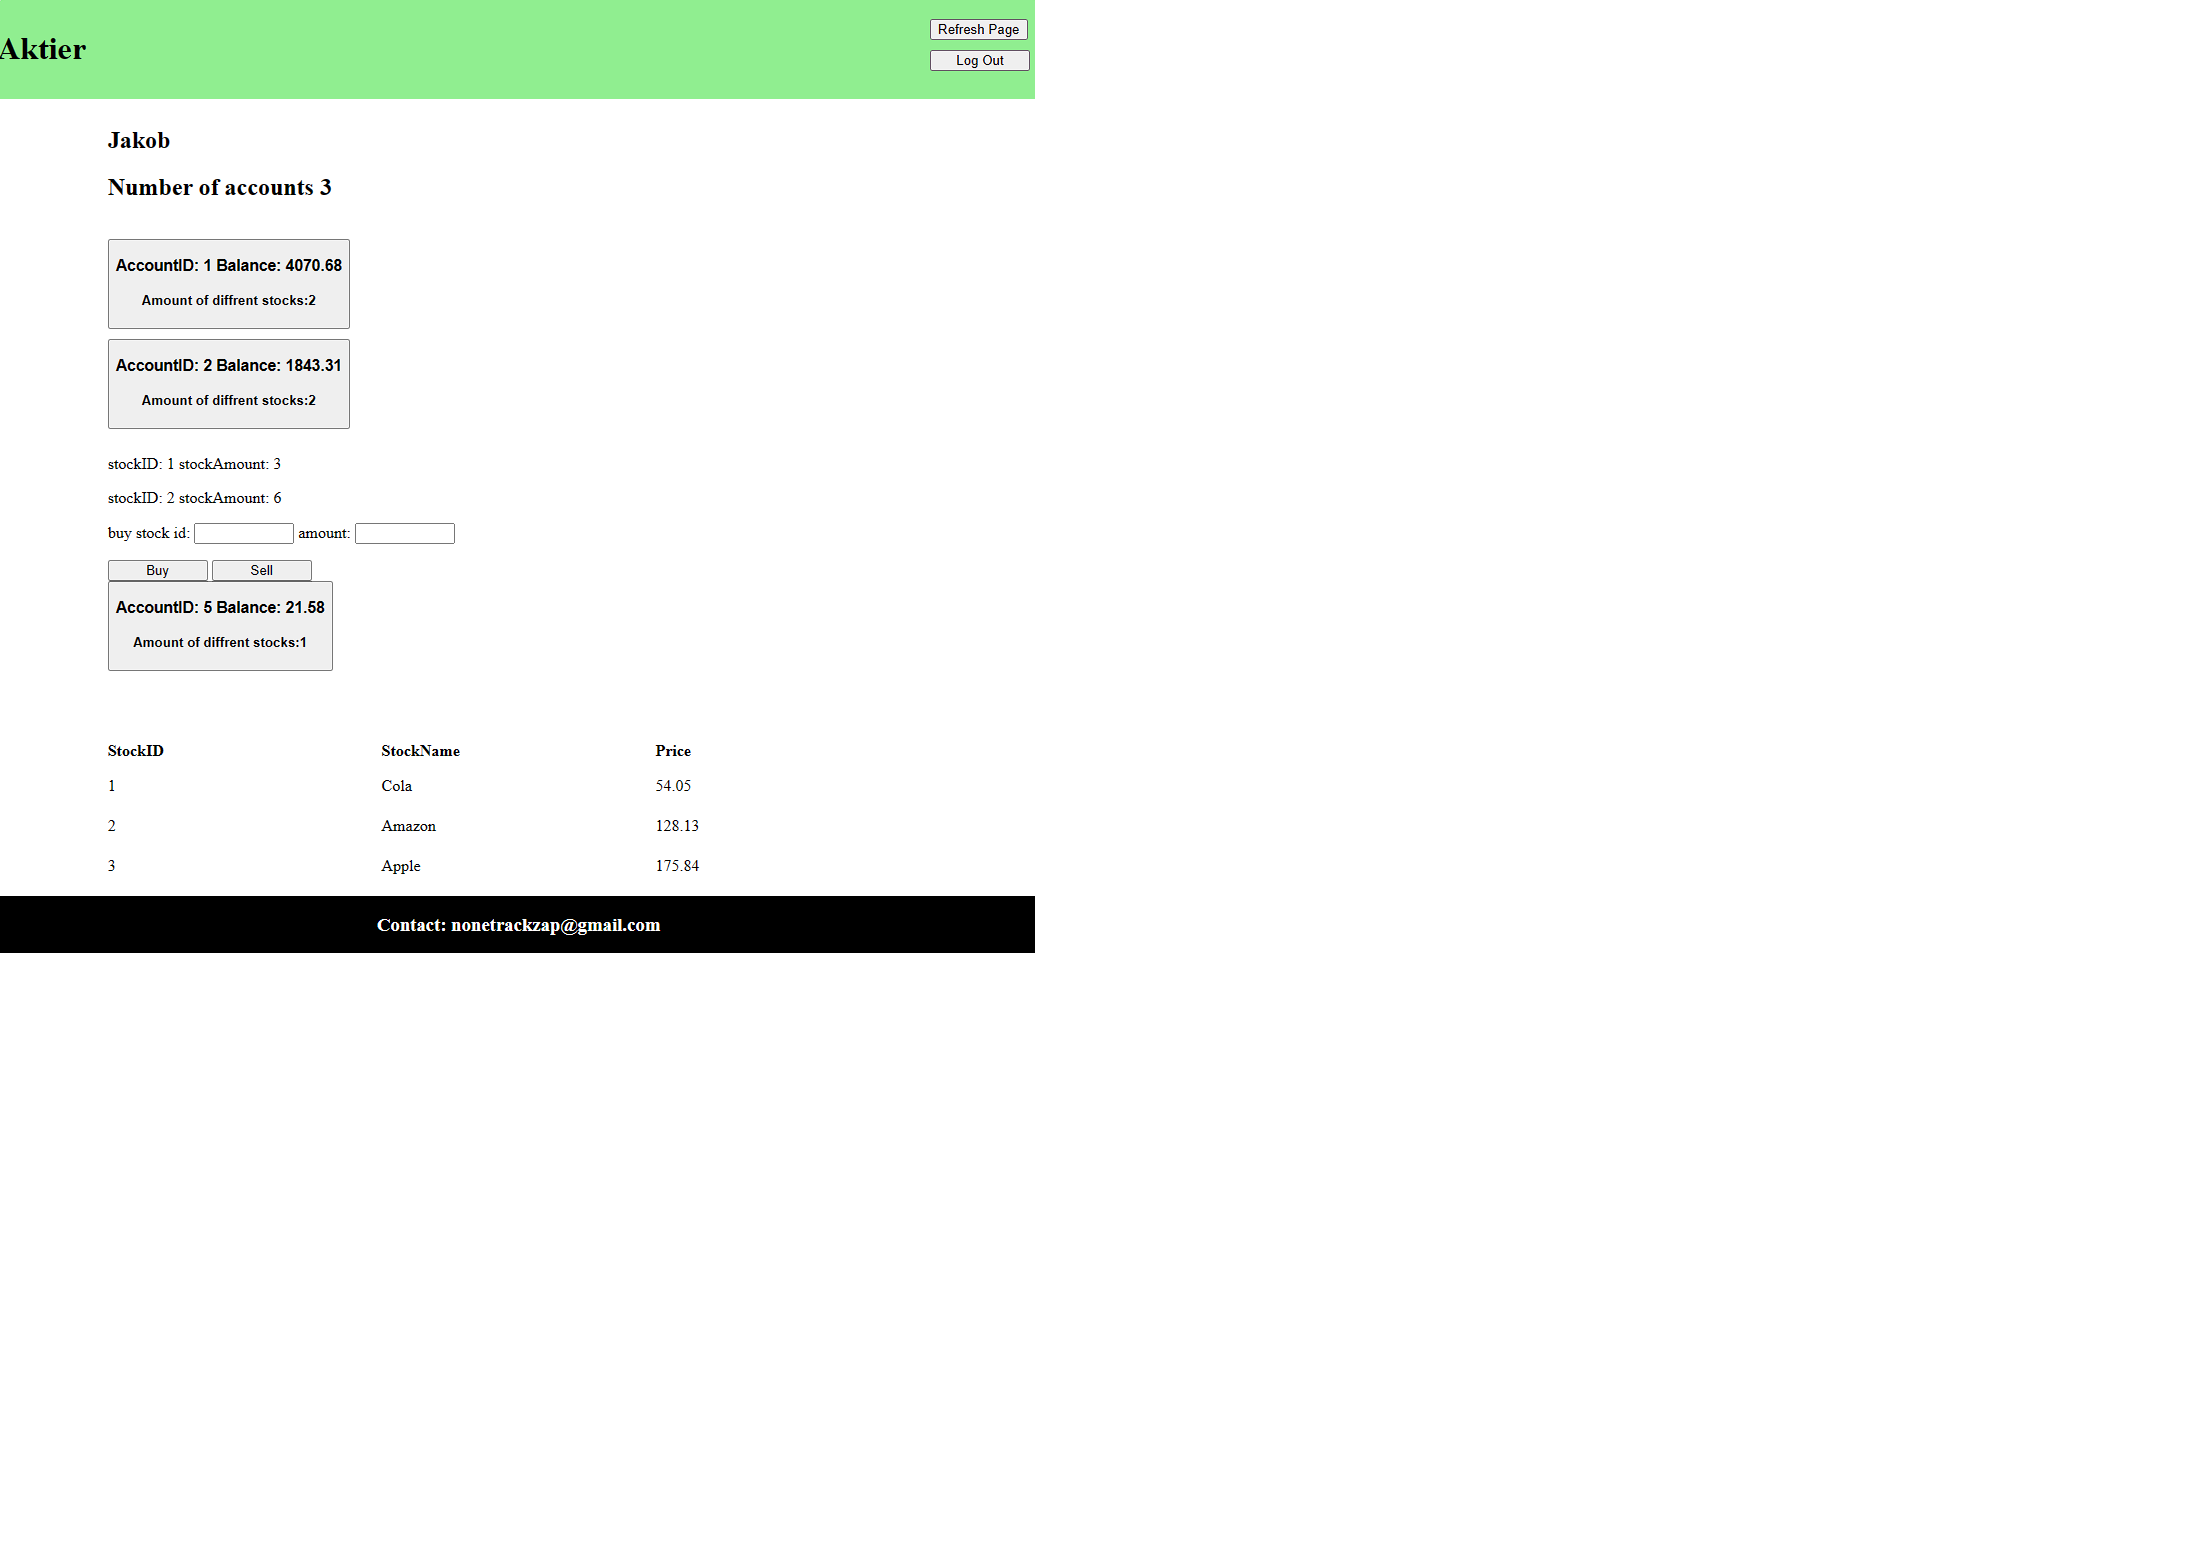 Aktier
Refresh Page
Log Out
Jakob
Number of accounts 3
AccountID: 1 Balance: 4070.68
Amount of diffrent stocks:2
AccountID: 2 Balance: 1843.31
Amount of diffrent stocks:2
stockID: 1 stockAmount: 3
stockID: 2 stockAmount: 6
buy stock id: amount:
Buy Sell
AccountID: 5 Balance: 21.58
Amount of diffrent stocks:1
StockID StockName Price
1 Cola 54.05
2 Amazon 128.13
3 Apple 175.84
Contact: nonetrackzap@gmail.com